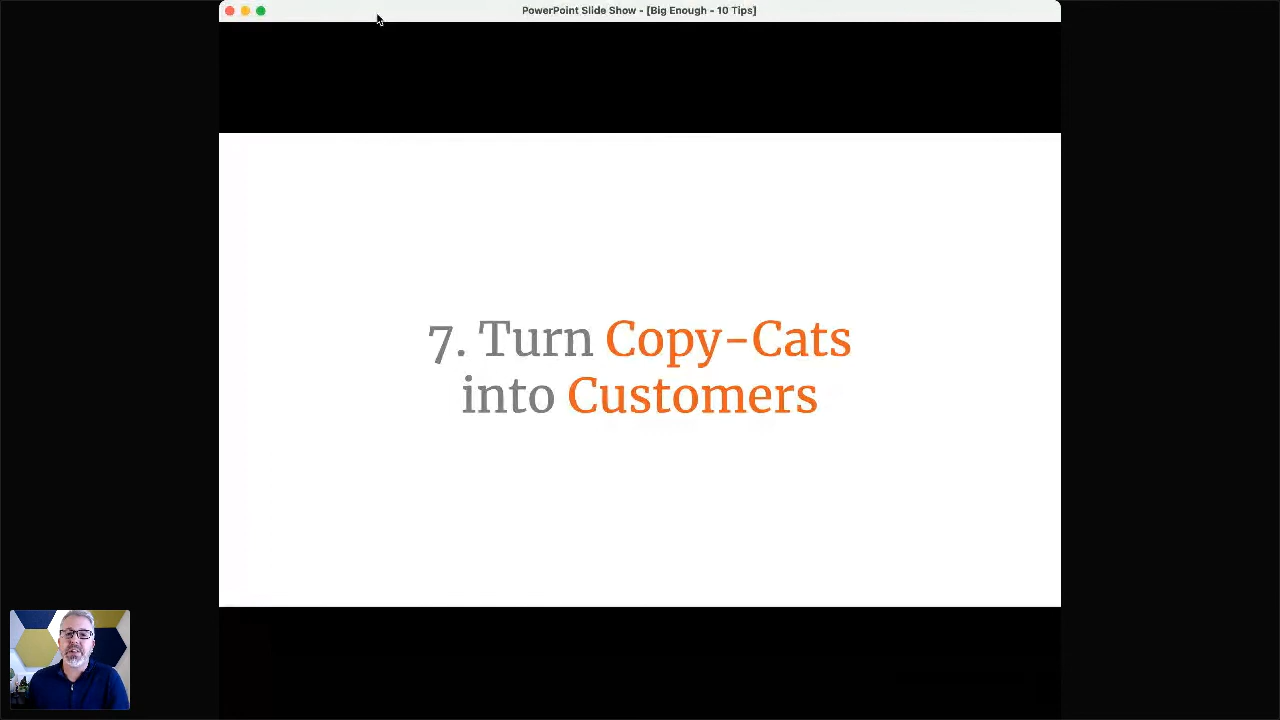 PowerPoint Slide Show - [Big Enough - 10 Tips]
7. Turn Copy-Cats
into Customers